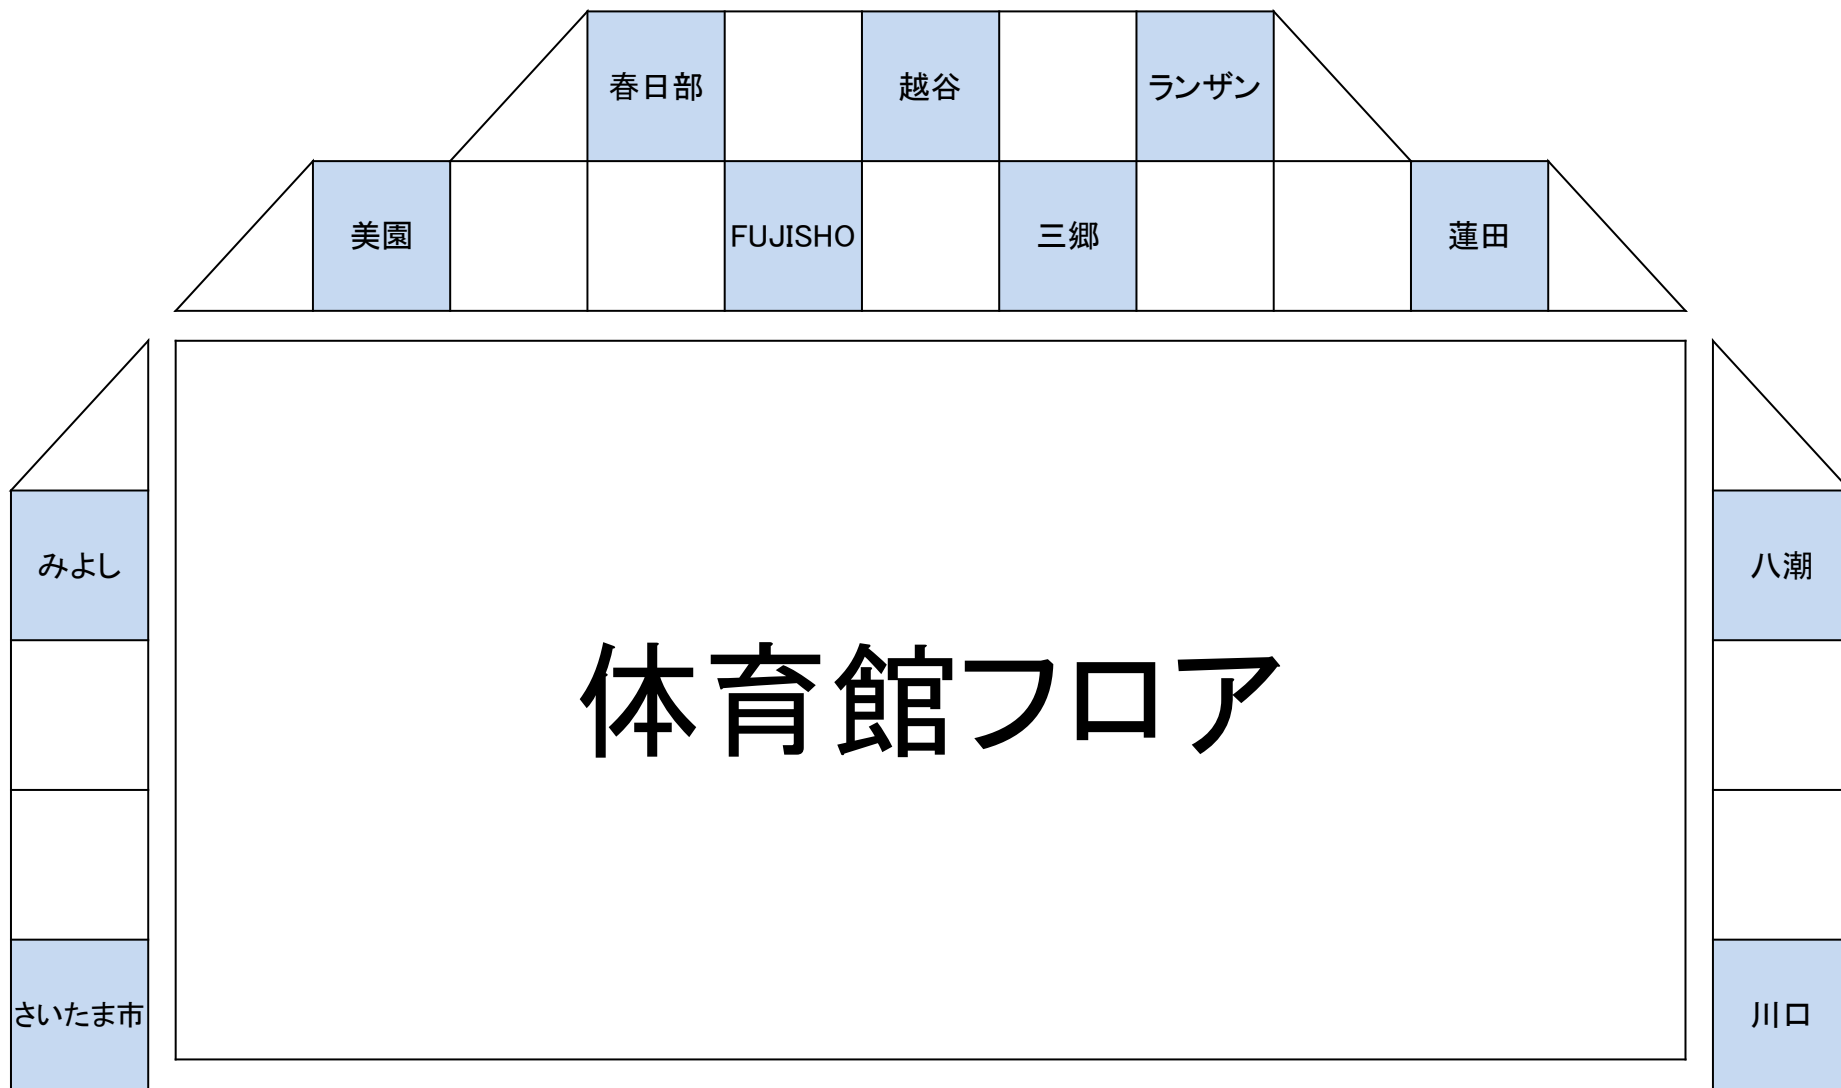 春日部
越谷
ランザン
美園
FUJISHO
三郷
蓮田
みよし
八潮
体育館フロア
さいたま市
川口